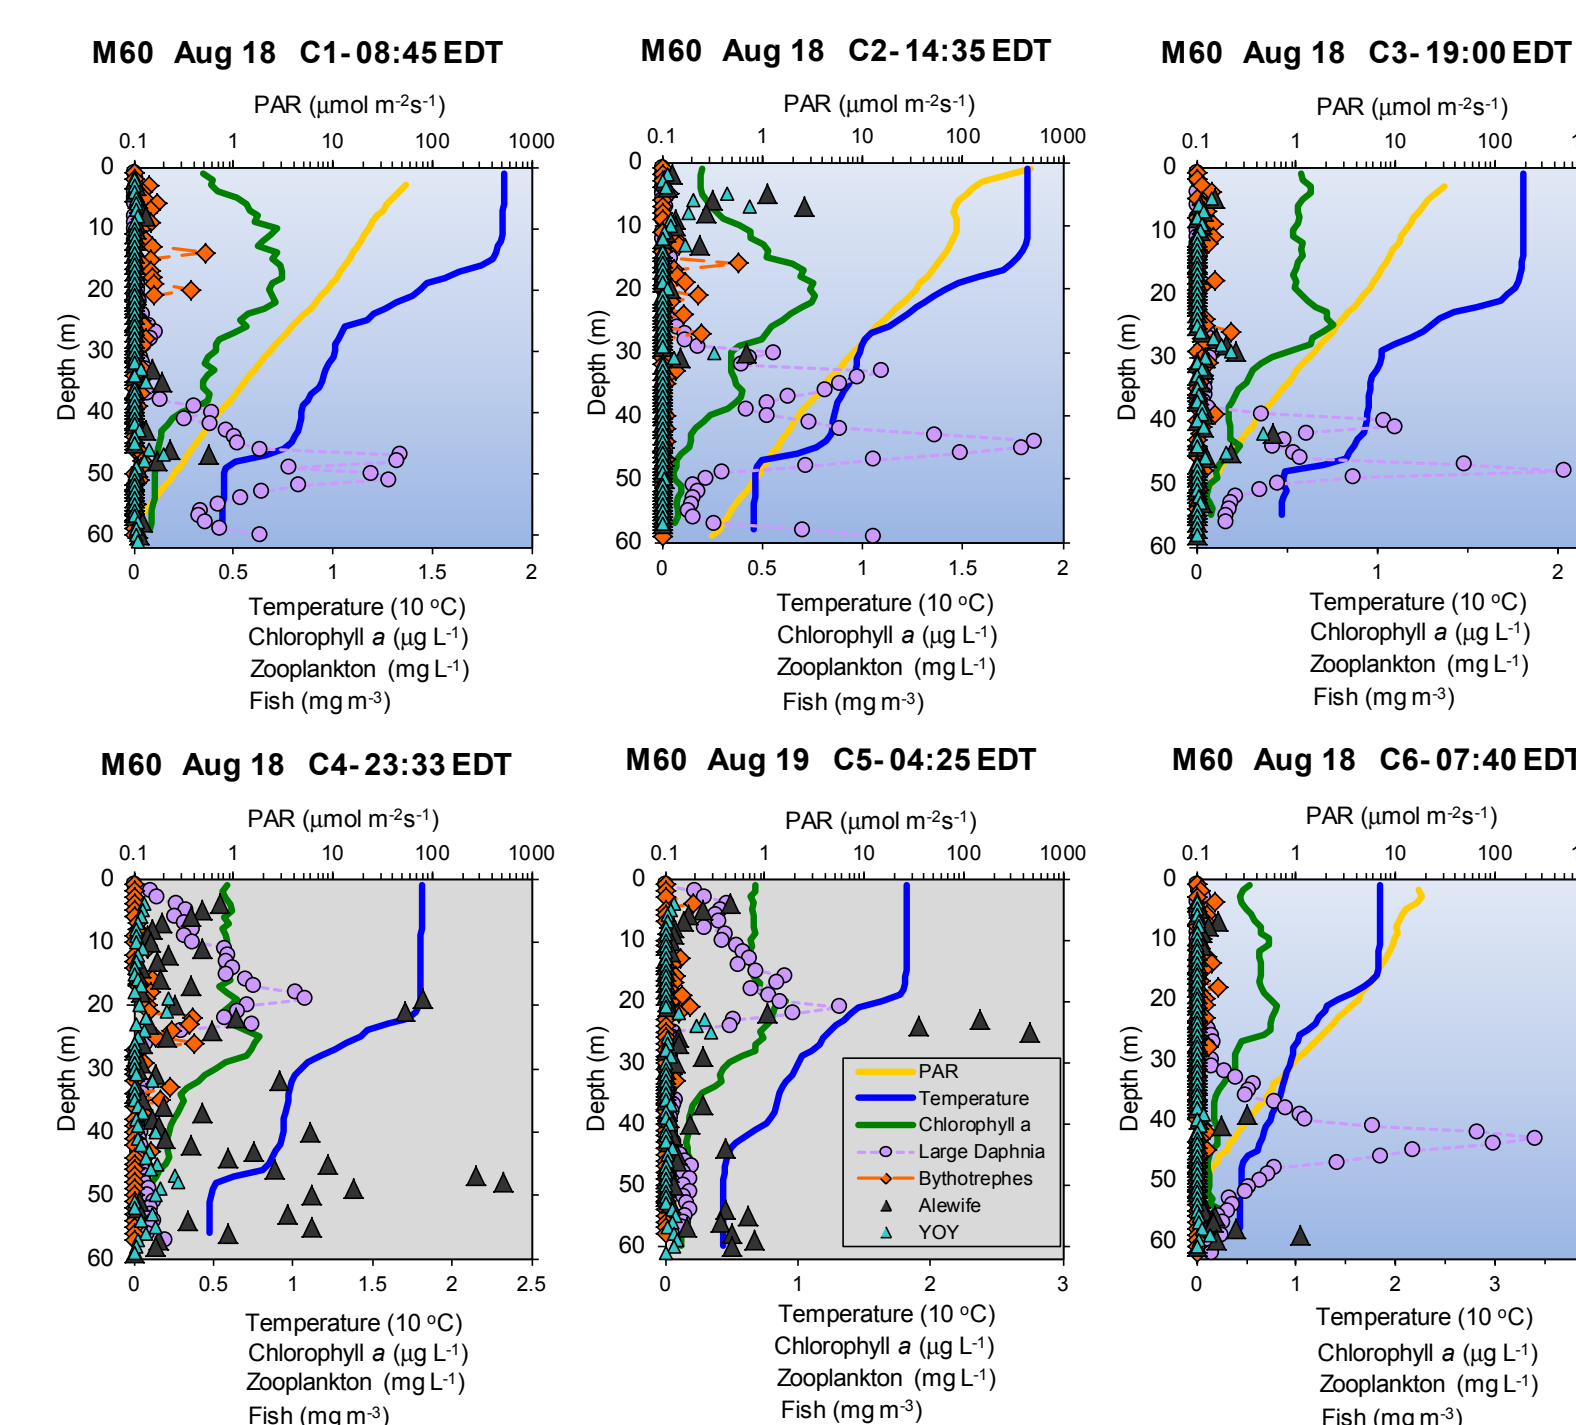 M60 Aug 18 C1-08:45 EDT
PAR (μmol m-2s-1)
0.1 1 10 100 1000
0
10
20
30
40
50
60
Depth (m)
0 0.5 1 1.5 2
Temperature (10 oC)
Chlorophyll a (μg L-1)
Zooplankton (mg L-1)
Fish (mg m-3)
M60 Aug 18 C2-14:35 EDT
PAR (μmol m-2s-1)
0.1 1 10 100 1000
0
10
20
30
40
50
60
Depth (m)
0 0.5 1 1.5 2
Temperature (10 oC)
Chlorophyll a (μg L-1)
Zooplankton (mg L-1)
Fish (mg m-3)
M60 Aug 18 C3-19:00 EDT
PAR (μmol m-2s-1)
0.1 1 10 100 1
0
10
20
30
40
50
60
Depth (m)
0 1 2
Temperature (10 oC)
Chlorophyll a (μg L-1)
Zooplankton (mg L-1)
Fish (mg m-3)
M60 Aug 18 C4-23:33 EDT
PAR (μmol m-2s-1)
0.1 1 10 100 1000
0
10
20
30
40
50
60
Depth (m)
0 0.5 1 1.5 2 2.5
Temperature (10 oC)
Chlorophyll a (μg L-1)
Zooplankton (mg L-1)
Fish (mg m-3)
M60 Aug 19 C5-04:25 EDT
PAR (μmol m-2s-1)
0.1 1 10 100 1000
0
10
20
30
40
50
60
Depth (m)
PAR
Temperature
Chlorophyll a
Large Daphnia
Bythotrephes
Alewife
YOY
0 1 2 3
Temperature (10 oC)
Chlorophyll a (μg L-1)
Zooplankton (mg L-1)
Fish (mg m-3)
M60 Aug 18 C6-07:40 EDT
PAR (μmol m-2s-1)
0.1 1 10 100 1
0
10
20
30
40
50
60
Depth (m)
0 1 2 3
Temperature (10 oC)
Chlorophyll a (μg L-1)
Zooplankton (mg L-1)
Fish (mg m-3)